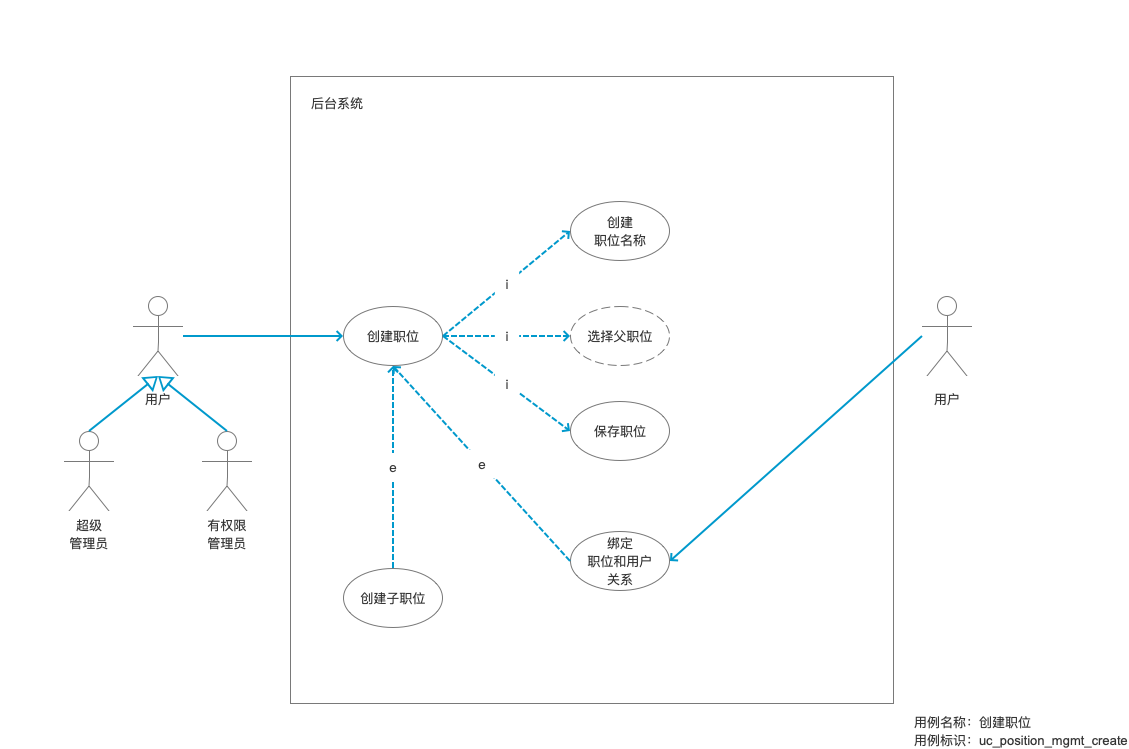 后台系统
创建
职位名称
i
创建职位
i
选择父职位
i
用户
用户
保存职位
e
e
超级
管理员
有权限
管理员
绑定
职位和用户
关系
创建子职位
用例名称：创建职位
用例标识：uc_position_mgmt_create